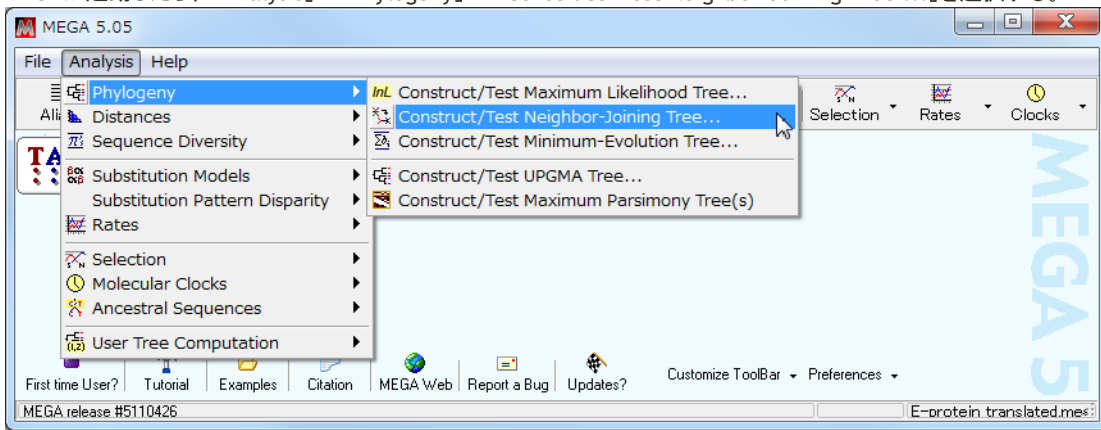 MEGA 5.05
File Analysis Help
Phylogeny
Distances
Sequence Diversity
Substitution Models
Substitution Pattern Disparity
Rates
Selection
Molecular Clocks
Ancestral Sequences
User Tree Computation
Construct/Test Maximum Likelihood Tree...
Construct/Test Neighbor-Joining Tree...
Construct/Test Minimum-Evolution Tree...
Construct/Test UPGMA Tree...
Construct/Test Maximum Parsimony Tree(s)
Selection Rates Clocks
TA
MEGA 5
First time User? Tutorial Examples Citation MEGA Web Report a Bug Updates? Customize ToolBar Preferences
MEGA release #5110426 E-protein translated.me